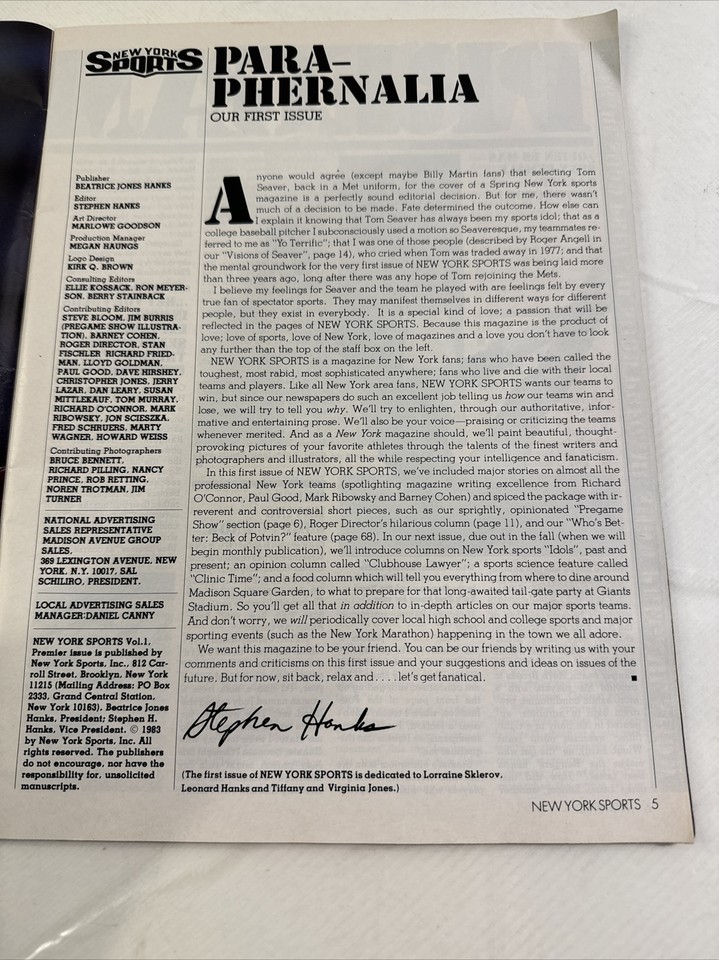 NEW YORK
SPORTS
PARA-
PHERNALIA
OUR FIRST ISSUE
Publisher
BEATRICE JONES HANKS
Editor
STEPHEN HANKS
Art Director
MARLOWE GOODSON
Production Manager
MEGAN HAUNGS
Logo Design
KIRK Q. BROWN
Consulting Editors
ELLIE KOSSACK, RON MEYER-
SON, BERRY STAINBACK
Contributing Editors
STEVE BLOOM, JIM BURRIS
(PREGAME SHOW ILLUSTRA-
TION), BARNEY COHEN,
ROGER DIRECTOR, STAN
FISCHLER RICHARD FRIED-
MAN, LLOYD GOLDMAN,
PAUL GOOD, DAVE HIRSHEY,
CHRISTOPHER JONES, JERRY
LAZAR, DAN LEARY, SUSAN
MITTLEKAUF, TOM MURRAY,
RICHARD O'CONNOR, MARK
RIBOWSKY, JON SCIESZKA,
FRED SCHRUERS, MARTY
WAGNER, HOWARD WEISS
Contributing Photographers
BRUCE BENNETT,
RICHARD PILLING, NANCY
PRINCE, ROB RETTING,
NOREN TROTMAN, JIM
TURNER
NATIONAL ADVERTISING
SALES REPRESENTATIVE
MADISON AVENUE GROUP
SALES,
369 LEXINGTON AVENUE, NEW
YORK, N.Y. 10017, SAL
SCHILIRO, PRESIDENT.
LOCAL ADVERTISING SALES
MANAGER:DANIEL CANNY
NEW YORK SPORTS Vol.1,
Premier issue is published by
New York Sports, Inc., 812 Car-
roll Street, Brooklyn, New York
11215 (Mailing Address: PO Box
2333, Grand Central Station,
New York 10163), Beatrice Jones
Hanks, President; Stephen H.
Hanks, Vice President. © 1983
by New York Sports, Inc. All
rights reserved. The publishers
do not encourage, nor have the
responsibility for, unsolicited
manuscripts.
Anyone would agree (except maybe Billy Martin fans) that selecting Tom
Seaver, back in a Met uniform, for the cover of a Spring New York sports
magazine is a perfectly sound editorial decision. But for me, there wasn't
much of a decision to be made. Fate determined the outcome. How else can
I explain it knowing that Tom Seaver has always been my sports idol; that as a
college baseball pitcher I subconsciously used a motion so Seaveresque, my teammates re-
ferred to me as "Yo Terrific"; that I was one of those people (described by Roger Angell in
our "Visions of Seaver", page 14), who cried when Tom was traded away in 1977; and that
the mental groundwork for the very first issue of NEW YORK SPORTS was being laid more
than three years ago, long after there was any hope of Tom rejoining the Mets.
I believe my feelings for Seaver and the team he played with are feelings felt by every
true fan of spectator sports. They may manifest themselves in different ways for different
people, but they exist in everybody. It is a special kind of love; a passion that will be
reflected in the pages of NEW YORK SPORTS. Because this magazine is the product of
love; love of sports, love of New York, love of magazines and a love you don't have to look
any further than the top of the staff box on the left.
NEW YORK SPORTS is a magazine for New York fans; fans who have been called the
toughest, most rabid, most sophisticated anywhere; fans who live and die with their local
teams and players. Like all New York area fans, NEW YORK SPORTS wants our teams to
win, but since our newspapers do such an excellent job telling us how our teams win and
lose, we will try to tell you why. We'll try to enlighten, through our authoritative, infor-
mative and entertaining prose. We'll also be your voice—praising or criticizing the teams
whenever merited. And as a New York magazine should, we'll paint beautiful, thought-
provoking pictures of your favorite athletes through the talents of the finest writers and
photographers and illustrators, all the while respecting your intelligence and fanaticism.
In this first issue of NEW YORK SPORTS, we've included major stories on almost all the
professional New York teams (spotlighting magazine writing excellence from Richard
O'Connor, Paul Good, Mark Ribowsky and Barney Cohen) and spiced the package with ir-
reverent and controversial short pieces, such as our sprightly, opinionated "Pregame
Show" section (page 6), Roger Director's hilarious column (page 11), and our "Who's Bet-
ter: Beck of Potvin?" feature (page 68). In our next issue, due out in the fall (when we will
begin monthly publication), we'll introduce columns on New York sports "Idols", past and
present; an opinion column called "Clubhouse Lawyer"; a sports science feature called
"Clinic Time"; and a food column which will tell you everything from where to dine around
Madison Square Garden, to what to prepare for that long-awaited tail-gate party at Giants
Stadium. So you'll get all that in addition to in-depth articles on our major sports teams.
And don't worry, we will periodically cover local high school and college sports and major
sporting events (such as the New York Marathon) happening in the town we all adore.
We want this magazine to be your friend. You can be our friends by writing us with your
comments and criticisms on this first issue and your suggestions and ideas on issues of the
future. But for now, sit back, relax and . . . . let's get fanatical. ■
Stephen Hanks
(The first issue of NEW YORK SPORTS is dedicated to Lorraine Sklerov,
Leonard Hanks and Tiffany and Virginia Jones.)
NEW YORK SPORTS 5